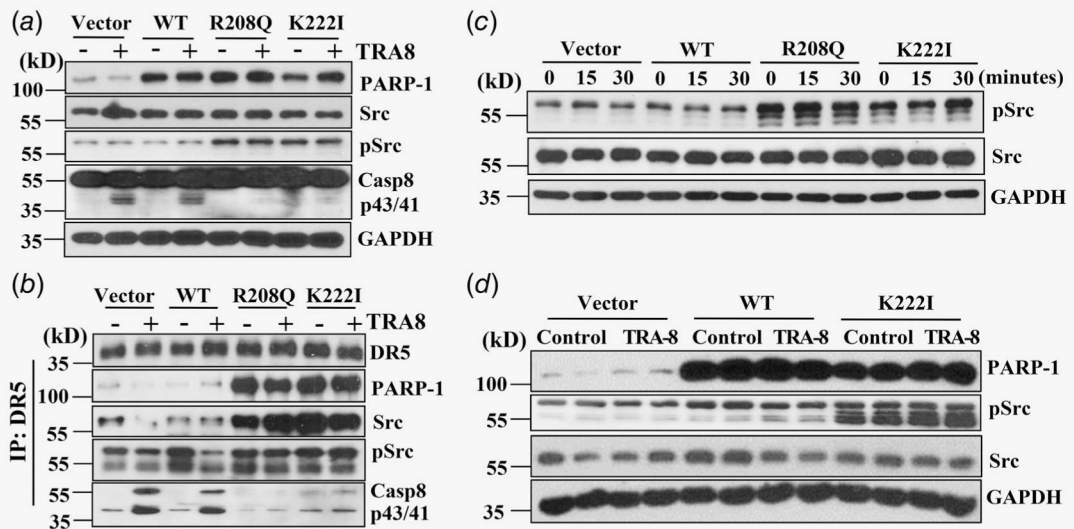 (a)
Vector WT R208Q K222I
- + - + - + - + TRA8
(kD)
100 PARP-1
55 Src
55 pSrc
55 Casp8
35 p43/41
35 GAPDH
(b)
Vector WT R208Q K222I
- + - + - + - + TRA8
(kD)
35 DR5
100 PARP-1
55 Src
55 pSrc
55 Casp8
35 p43/41
IP: DR5
(c)
Vector WT R208Q K222I
(kD) 0 15 30 0 15 30 0 15 30 0 15 30 (minutes)
55 pSrc
55 Src
35 GAPDH
(d)
Vector WT K222I
(kD) Control TRA-8 Control TRA-8 Control TRA-8
100 PARP-1
55 pSrc
55 Src
35 GAPDH